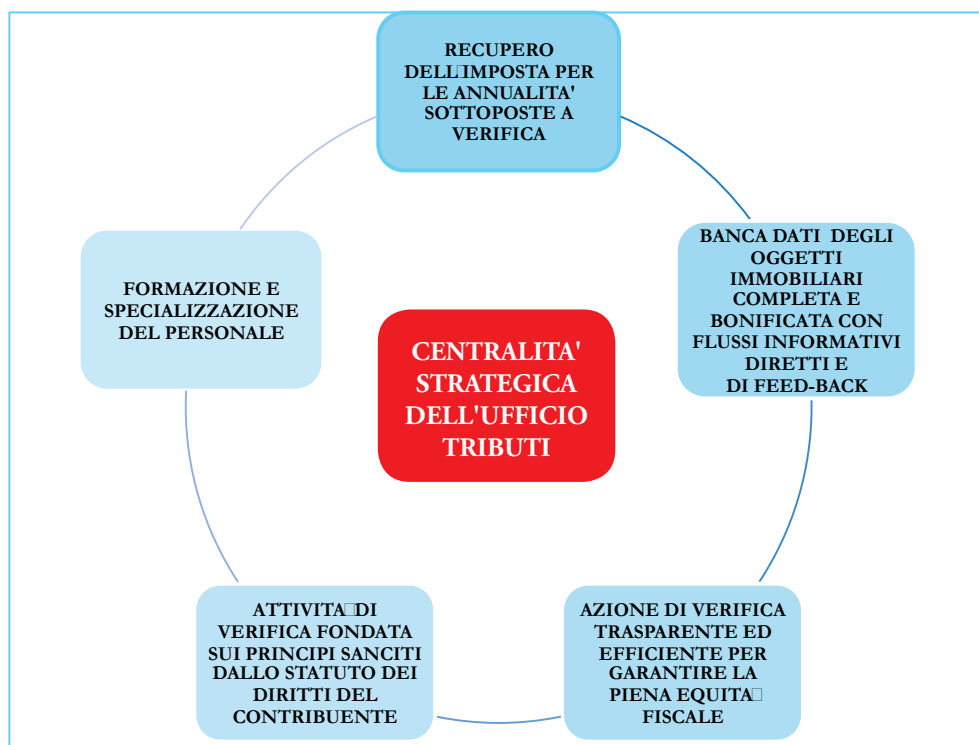 RECUPERO
DELL□IMPOSTA PER
LE ANNUALITA'
SOTTOPOSTE A
VERIFICA
BANCA DATI DEGLI
OGGETTI
IMMOBILIARI
COMPLETA E
BONIFICATA CON
FLUSSI INFORMATIVI
DIRETTI E
DI FEED-BACK
AZIONE DI VERIFICA
TRASPARENTE ED
EFFICIENTE PER
GARANTIRE LA
PIENA EQUITA□
FISCALE
ATTIVITA□DI
VERIFICA FONDATA
SUI PRINCIPI SANCITI
DALLO STATUTO DEI
DIRITTI DEL
CONTRIBUENTE
FORMAZIONE E
SPECIALIZZAZIONE
DEL PERSONALE
CENTRALITA'
STRATEGICA
DELL'UFFICIO
TRIBUTI